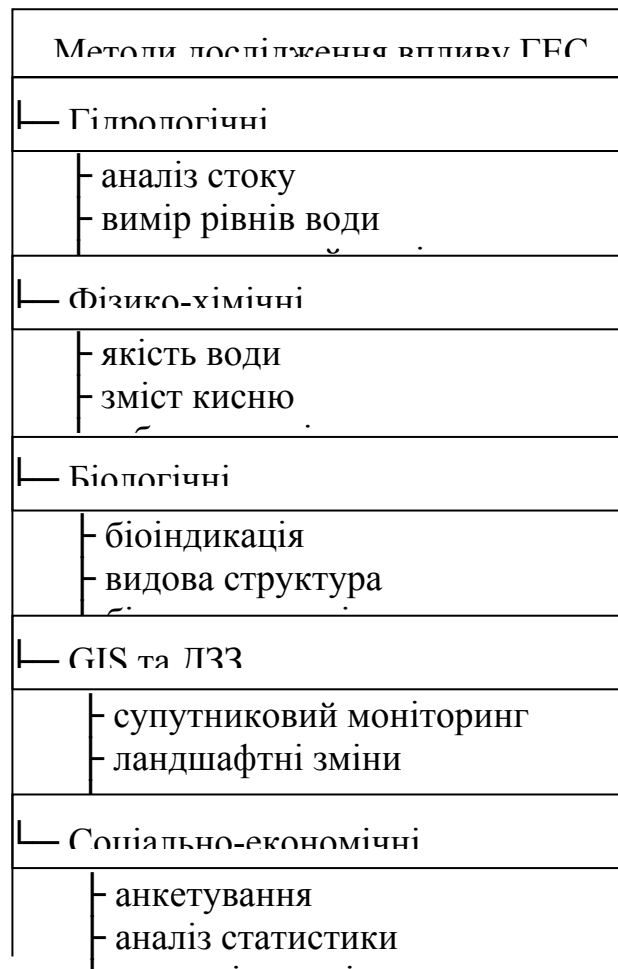 Методи дослідження впливу ГЕС
Гідрологічні
аналіз стоку
вимір рівнів води
Фізико-хімічні
якість води
зміст кисню
Біологічні
біоіндикація
видова структура
GIS та ДЗЗ
супутниковий моніторинг
ландшафтні зміни
Соціально-економічні
анкетування
аналіз статистики